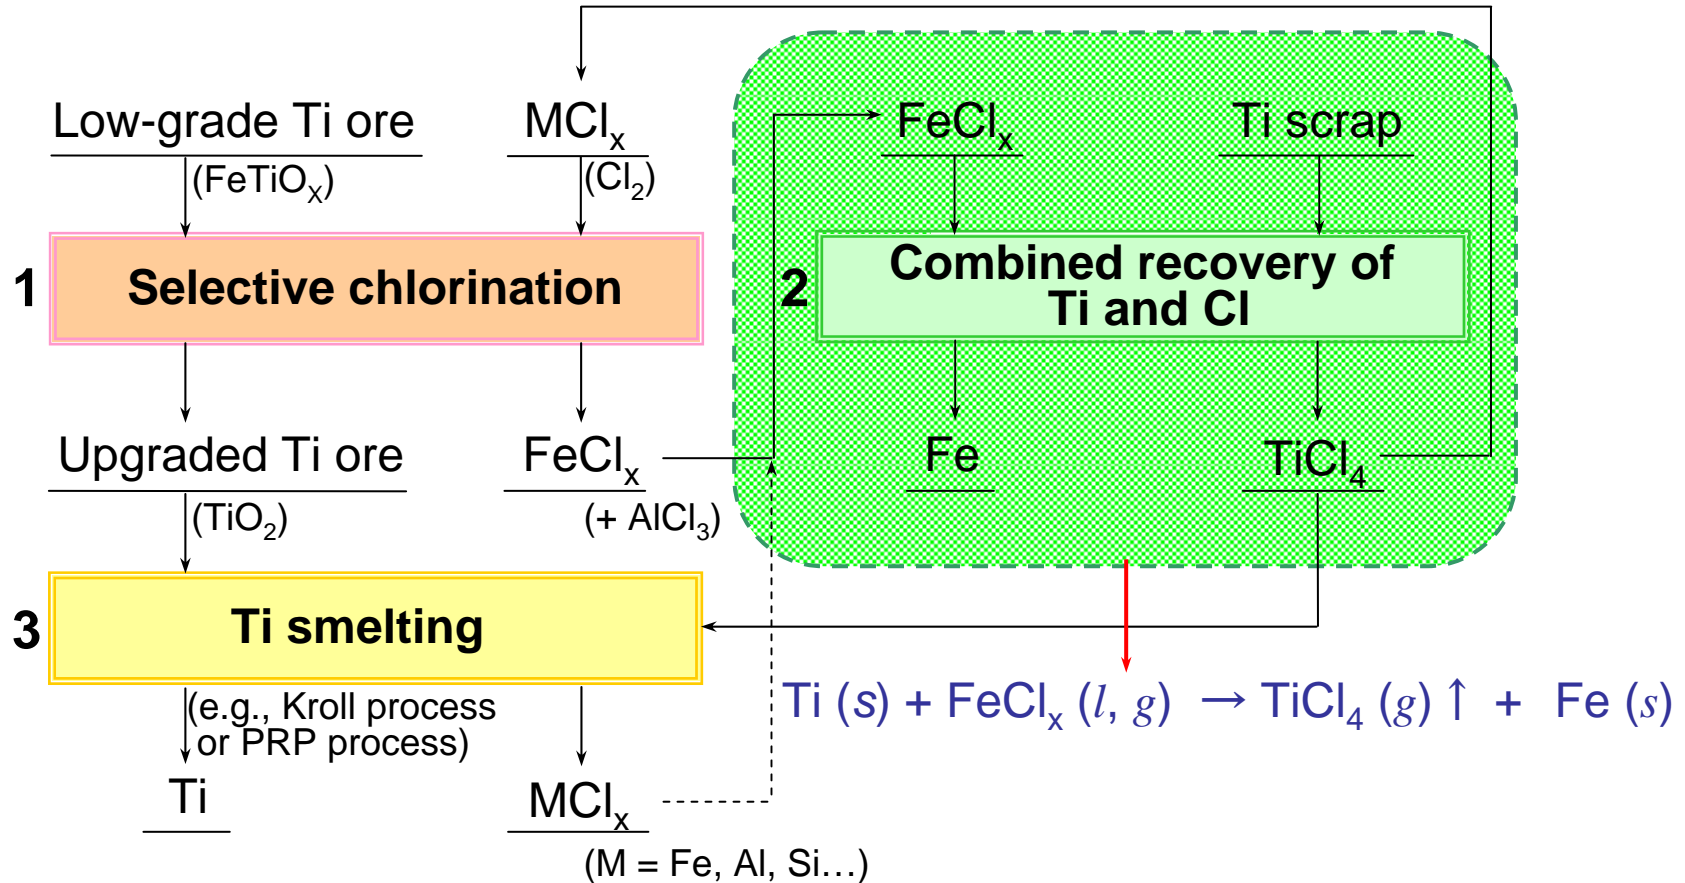 Low-grade Ti ore
(FeTiOₓ)
MClₓ
(Cl₂)
FeClₓ
Ti scrap
1
Selective chlorination
2
Combined recovery of
Ti and Cl
Upgraded Ti ore
(TiO₂)
FeClₓ
(+ AlCl₃)
Fe
TiCl₄
3
Ti smelting
(e.g., Kroll process
or PRP process)
Ti (s) + FeClₓ (l, g) → TiCl₄ (g) ↑ + Fe (s)
Ti
MClₓ
(M = Fe, Al, Si…)